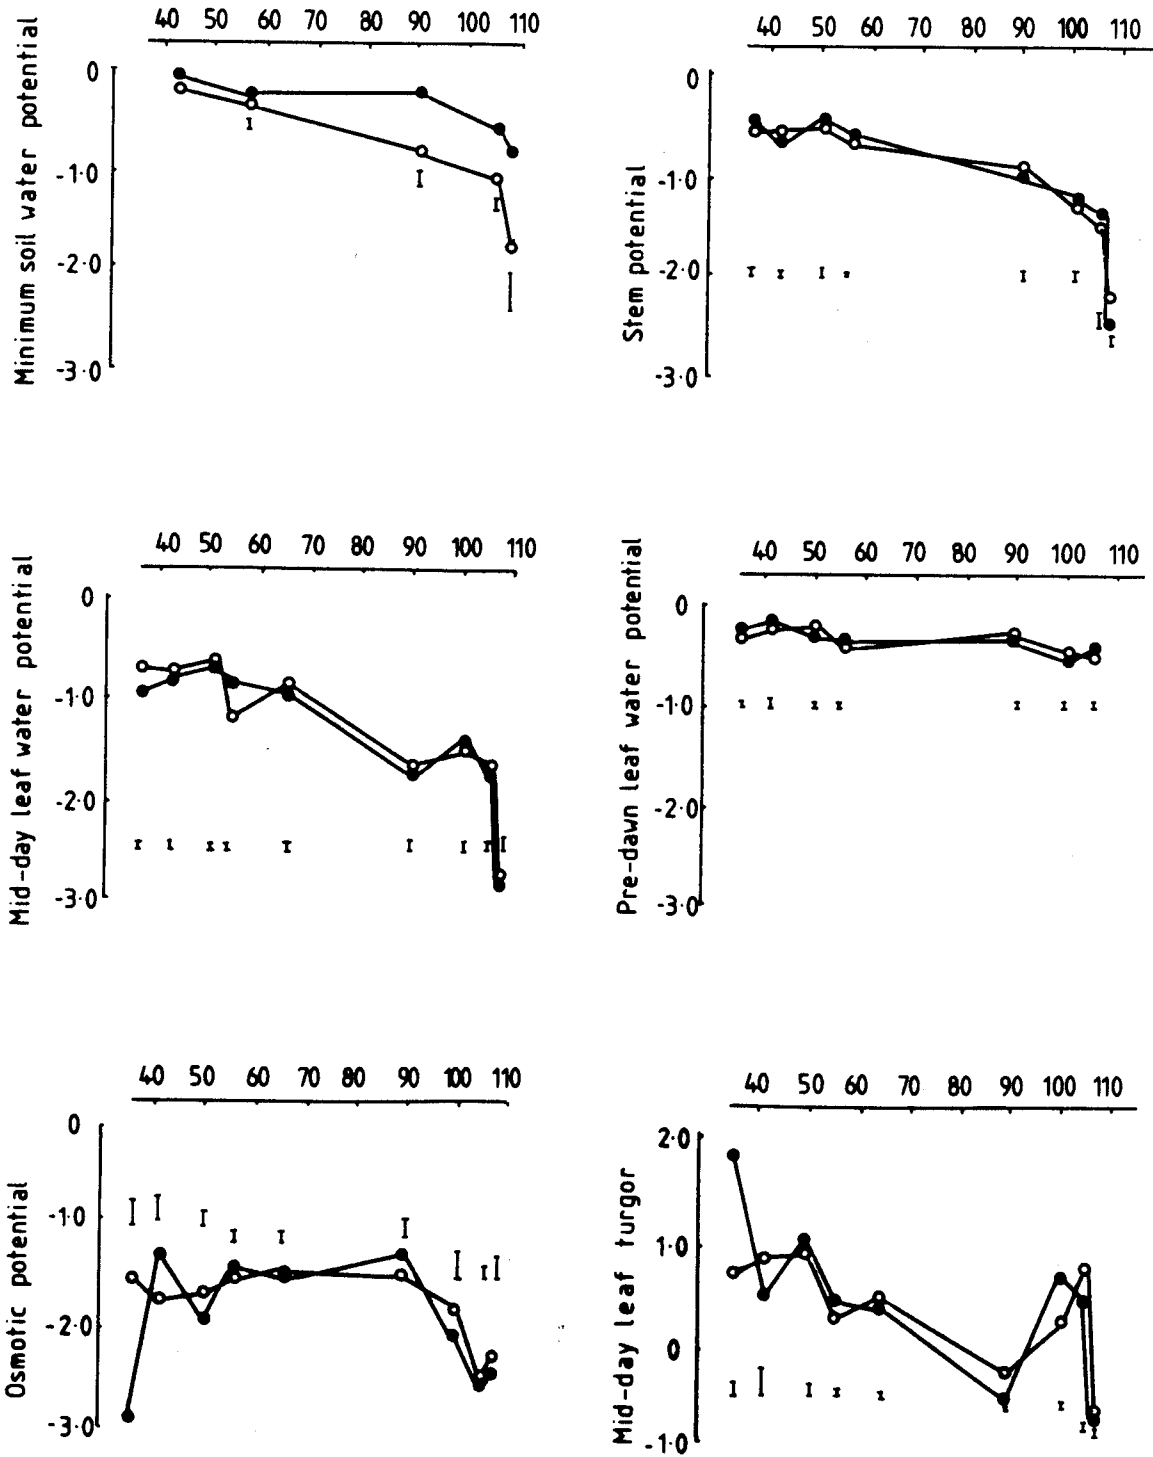 40 50 60 70 80 90 100 110
Minimum soil water potential
0
-1·0
-2·0
-3·0
40 50 60 70 80 90 100 110
Stem potential
0
-1·0
-2·0
-3·0
40 50 60 70 80 90 100 110
Mid-day leaf water potential
0
-1·0
-2·0
-3·0
40 50 60 70 80 90 100 110
Pre-dawn leaf water potential
0
-1·0
-2·0
-3·0
40 50 60 70 80 90 100 110
Osmotic potential
0
-1·0
-2·0
-3·0
40 50 60 70 80 90 100 110
Mid-day leaf turgor
2·0
1·0
0
-1·0